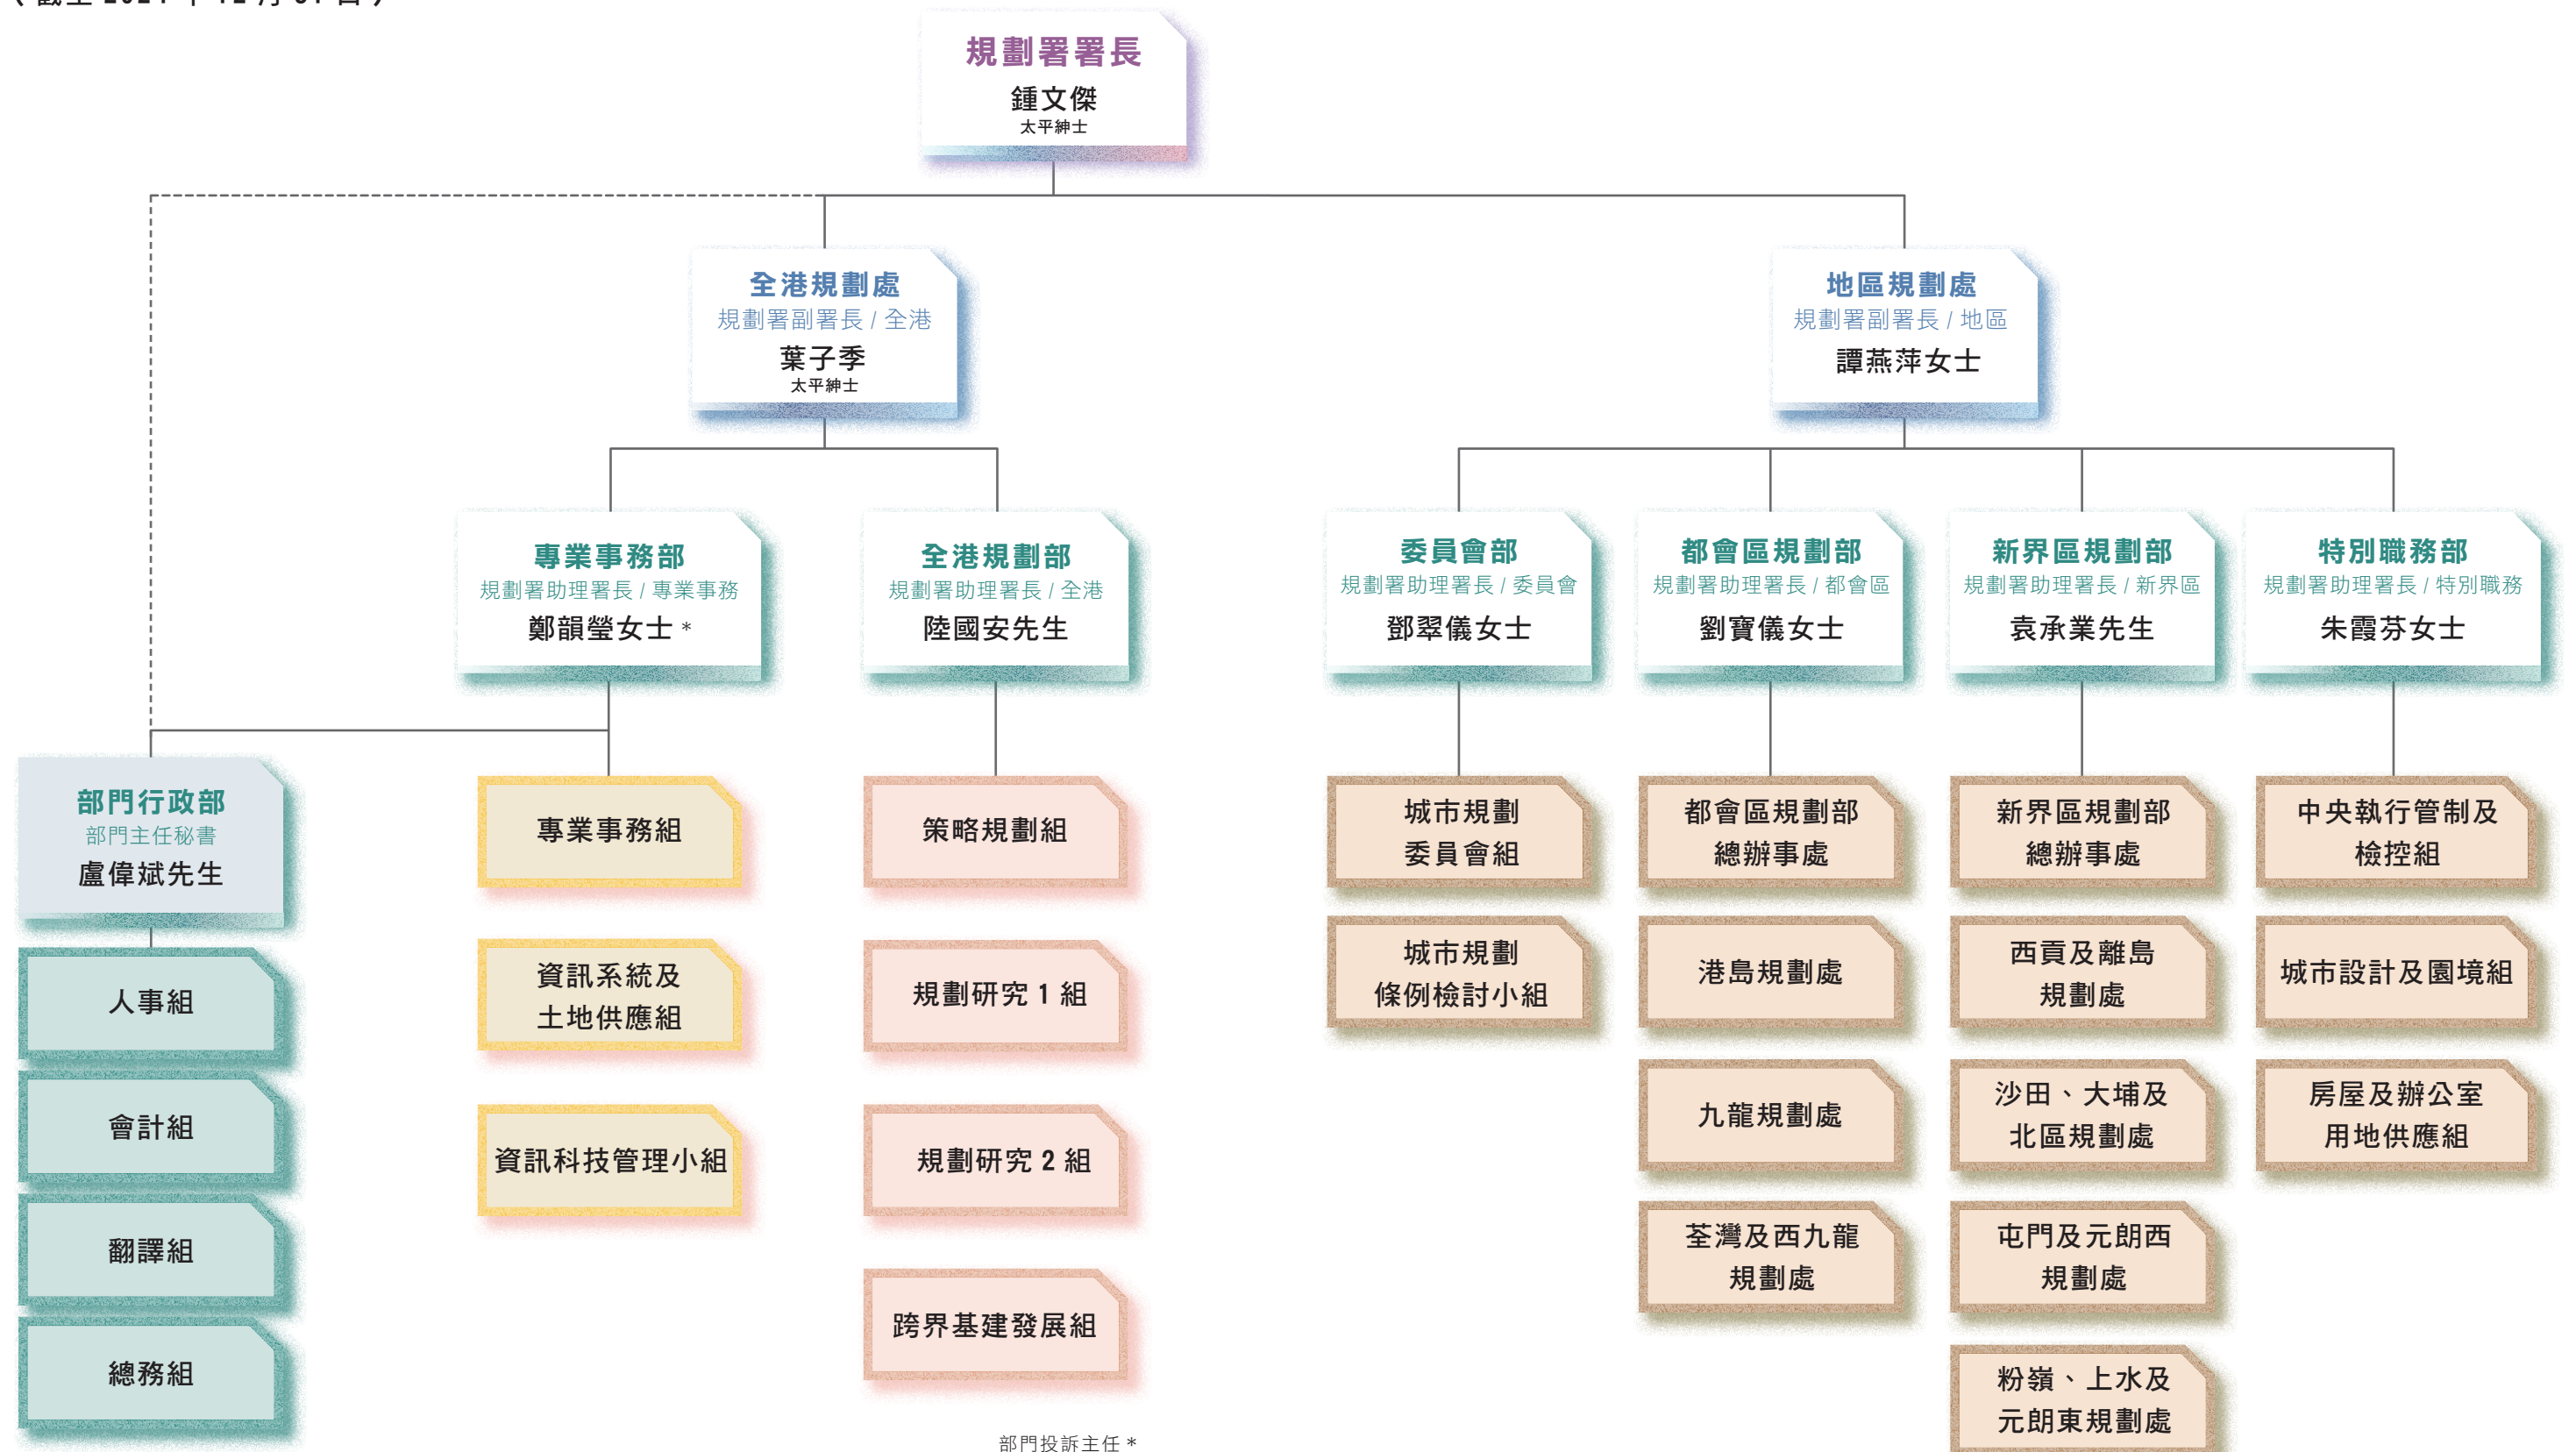 規劃署署長
鍾文傑
太平紳士
全港規劃處
規劃署副署長 / 全港
葉子季
太平紳士
地區規劃處
規劃署副署長 / 地區
譚燕萍女士
專業事務部
規劃署助理署長 / 專業事務
鄭韻瑩女士 *
全港規劃部
規劃署助理署長 / 全港
陸國安先生
委員會部
規劃署助理署長 / 委員會
鄧翠儀女士
都會區規劃部
規劃署助理署長 / 都會區
劉寶儀女士
新界區規劃部
規劃署助理署長 / 新界區
袁承業先生
特別職務部
規劃署助理署長 / 特別職務
朱霞芬女士
部門行政部
部門主任秘書
盧偉斌先生
人事組
會計組
翻譯組
總務組
專業事務組
資訊系統及
土地供應組
資訊科技管理小組
策略規劃組
規劃研究 1 組
規劃研究 2 組
跨界基建發展組
城市規劃
委員會組
城市規劃
條例檢討小組
都會區規劃部
總辦事處
港島規劃處
九龍規劃處
荃灣及西九龍
規劃處
新界區規劃部
總辦事處
西貢及離島
規劃處
沙田、大埔及
北區規劃處
屯門及元朗西
規劃處
粉嶺、上水及
元朗東規劃處
中央執行管制及
檢控組
城市設計及園境組
房屋及辦公室
用地供應組
部門投訴主任 *